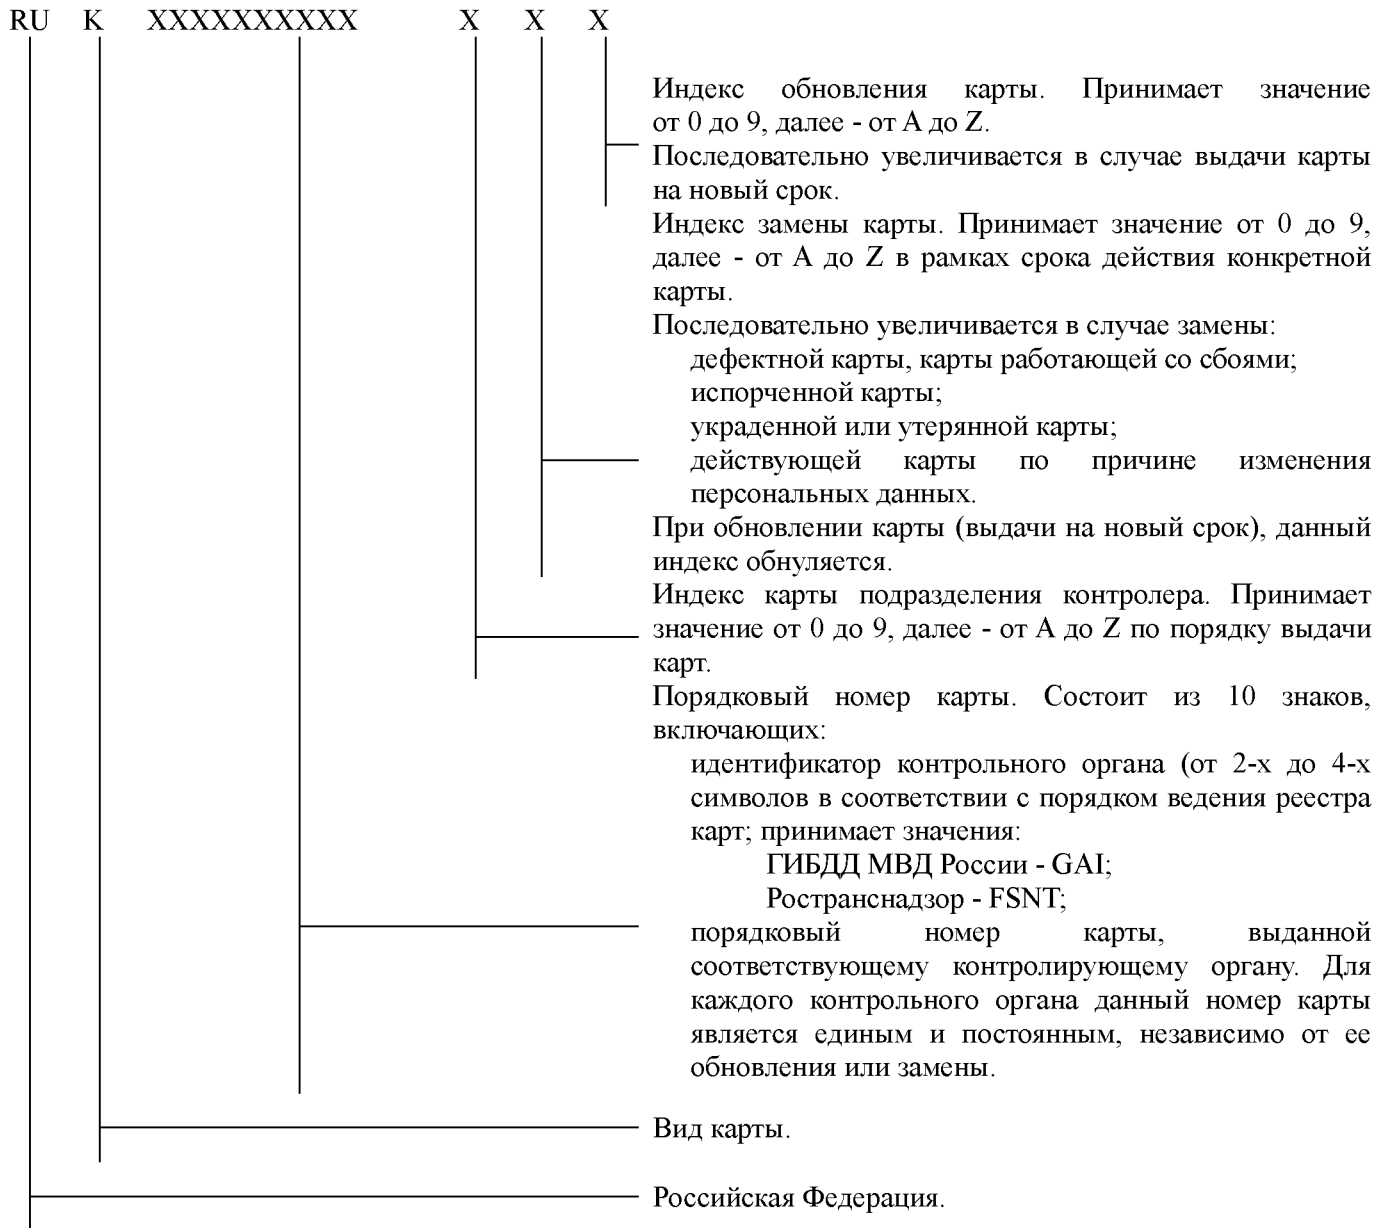 RU K XXXXXXXXXX X X X
Индекс обновления карты. Принимает значение
от 0 до 9, далее - от A до Z.
Последовательно увеличивается в случае выдачи карты
на новый срок.
Индекс замены карты. Принимает значение от 0 до 9,
далее - от A до Z в рамках срока действия конкретной
карты.
Последовательно увеличивается в случае замены:
дефектной карты, карты работающей со сбоями;
испорченной карты;
украденной или утерянной карты;
действующей карты по причине изменения
персональных данных.
При обновлении карты (выдачи на новый срок), данный
индекс обнуляется.
Индекс карты подразделения контролера. Принимает
значение от 0 до 9, далее - от A до Z по порядку выдачи
карт.
Порядковый номер карты. Состоит из 10 знаков,
включающих:
идентификатор контрольного органа (от 2-х до 4-х
символов в соответствии с порядком ведения реестра
карт; принимает значения:
ГИБДД МВД России - GAI;
Ространснадзор - FSNT;
порядковый номер карты, выданной
соответствующему контролирующему органу. Для
каждого контрольного органа данный номер карты
является единым и постоянным, независимо от ее
обновления или замены.
Вид карты.
Российская Федерация.